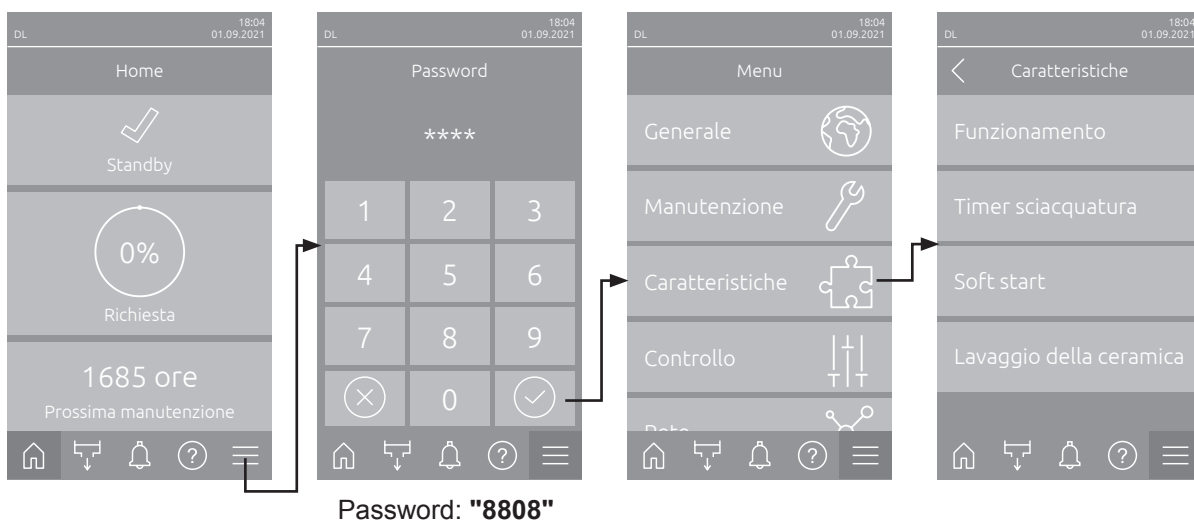 18:04
DL 01.09.2021
Home
Standby
0%
Richiesta
1685 ore
Prossima manutenzione
?
18:04
DL 01.09.2021
Password
****
1 2 3
4 5 6
7 8 9
0
?
Password: "8808"
18:04
DL 01.09.2021
Menu
Generale
Manutenzione
Caratteristiche
Controllo
Rete
?
18:04
DL 01.09.2021
Caratteristiche
Funzionamento
Timer sciacquatura
Soft start
Lavaggio della ceramica
?